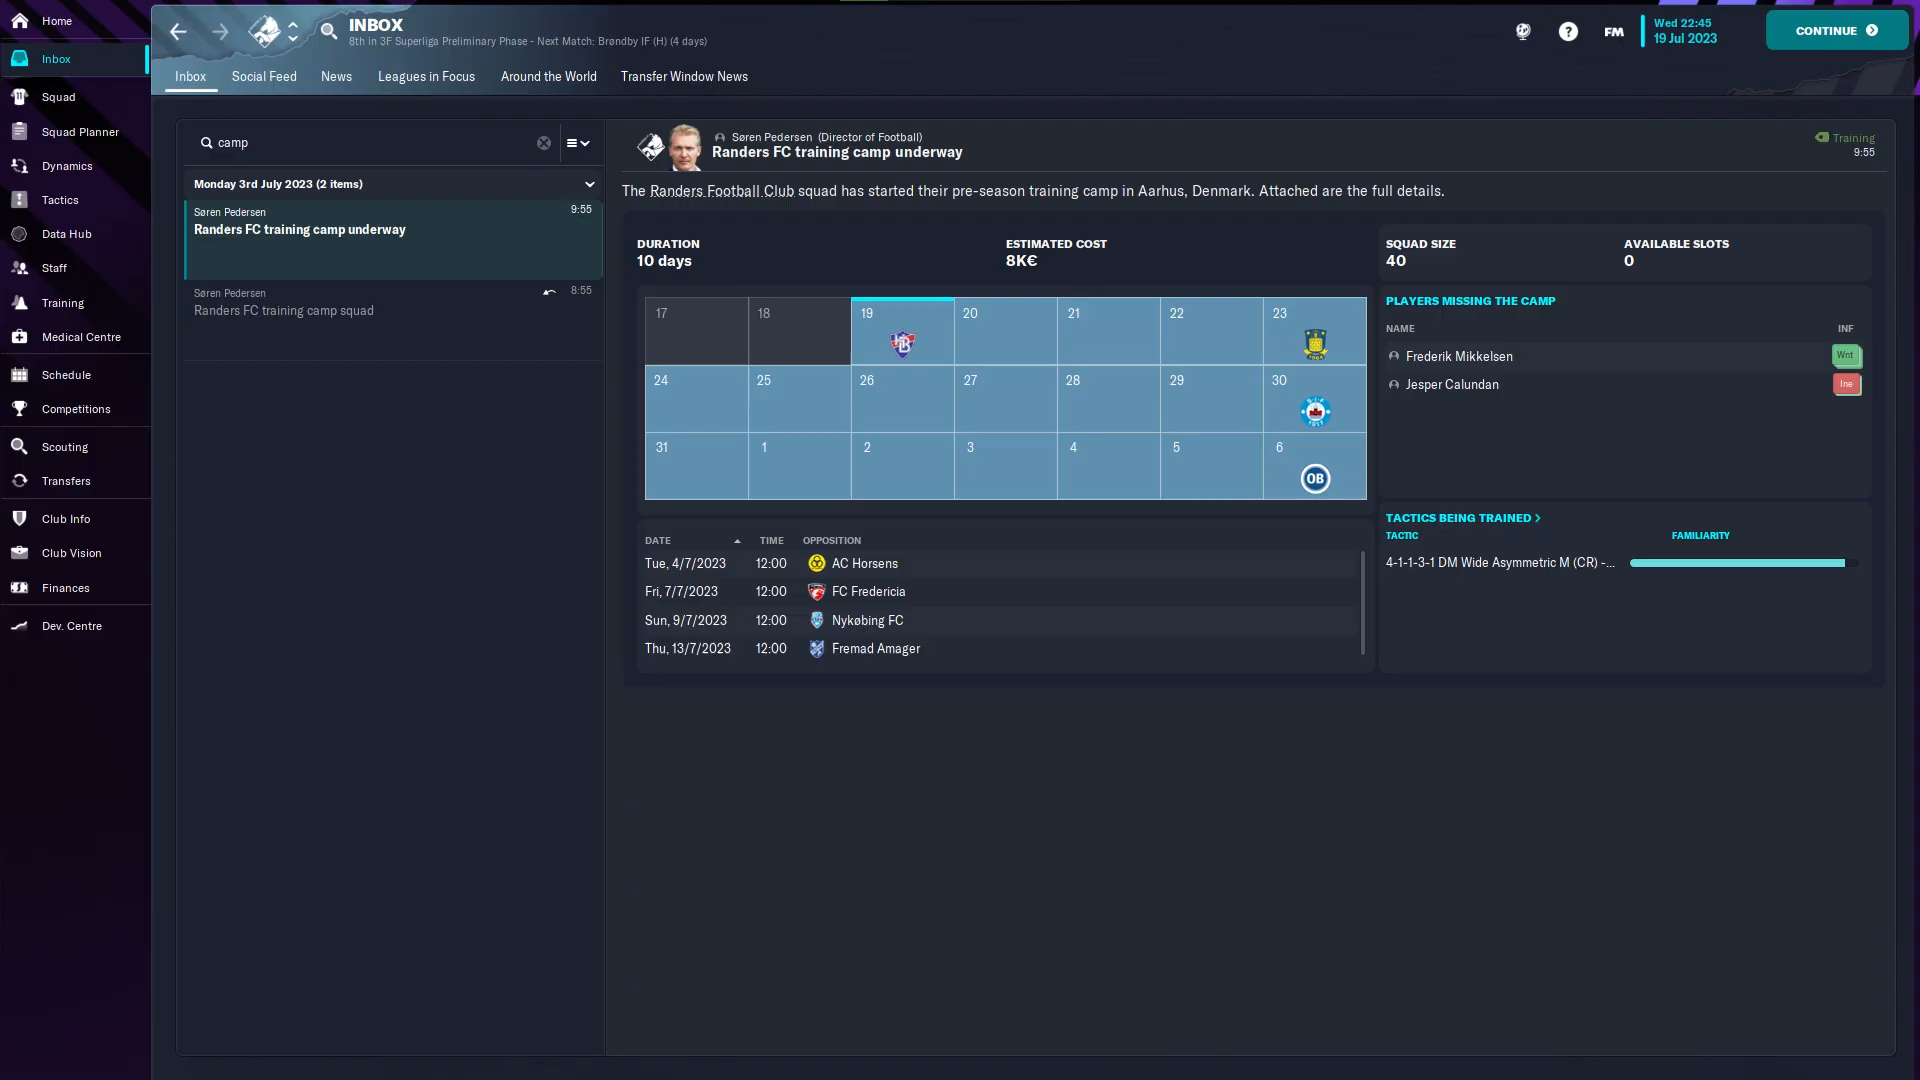 Home
Inbox
Squad
Squad Planner
Dynamics
Tactics
Data Hub
Staff
Training
Medical Centre
Schedule
Competitions
Scouting
Transfers
Club Info
Club Vision
Finances
Dev. Centre
INBOX
8th in 3F Superliga Preliminary Phase - Next Match: Brøndby IF (H) (4 days)
?
FM
Wed 22:45
19 Jul 2023
CONTINUE
Inbox Social Feed News Leagues in Focus Around the World Transfer Window News
camp
Monday 3rd July 2023 (2 items)
Søren Pedersen 9:55
Randers FC training camp underway
Søren Pedersen 8:55
Randers FC training camp squad
Søren Pedersen (Director of Football)
Randers FC training camp underway
Training
9:55
The Randers Football Club squad has started their pre-season training camp in Aarhus, Denmark. Attached are the full details.
DURATION
10 days
ESTIMATED COST
8K€
SQUAD SIZE
40
AVAILABLE SLOTS
0
17 18 19 20 21 22 23
24 25 26 27 28 29 30
31 1 2 3 4 5 6
OB
PLAYERS MISSING THE CAMP
NAME INF
Frederik Mikkelsen Wnt
Jesper Calundan Ine
DATE TIME OPPOSITION
Tue, 4/7/2023 12:00 AC Horsens
Fri, 7/7/2023 12:00 FC Fredericia
Sun, 9/7/2023 12:00 Nykøbing FC
Thu, 13/7/2023 12:00 Fremad Amager
TACTICS BEING TRAINED >
TACTIC FAMILIARITY
4-1-1-3-1 DM Wide Asymmetric M (CR) -...